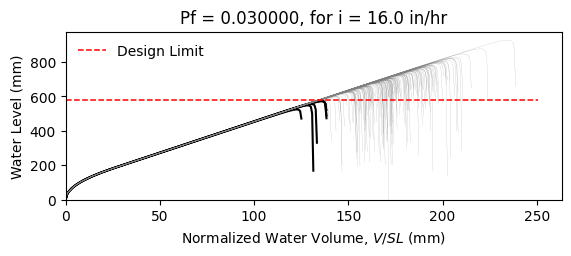 Pf = 0.030000, for i = 16.0 in/hr
Design Limit
Water Level (mm)
800
600
400
200
0
0 50 100 150 200 250
Normalized Water Volume, V/SL (mm)